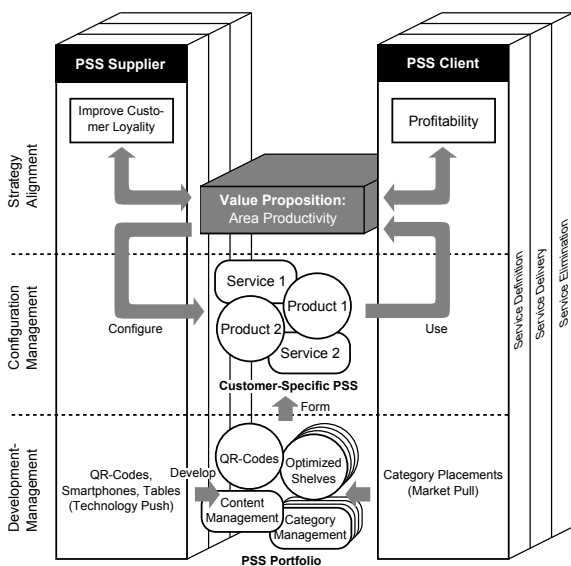 PSS Supplier
PSS Client
Improve Custo-
mer Loyality
Profitability
Strategy
Alignment
Value Proposition:
Area Productivity
Configuration
Management
Service 1
Product 1
Product 2
Service 2
Configure
Use
Customer-Specific PSS
Service Definition
Service Delivery
Service Elimination
Form
Development-
Management
QR-Codes,
Smartphones, Tables
(Technology Push)
Develop
QR-Codes
Optimized
Shelves
Content
Management
Category
Management
Category Placements
(Market Pull)
PSS Portfolio